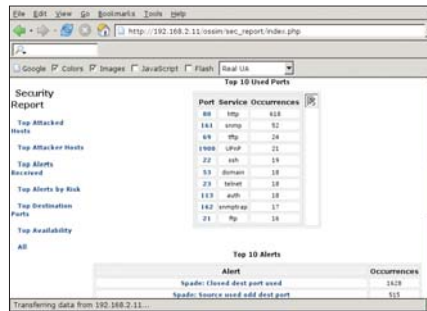 File Edit View Go Bookmarks Tools Help
http://192.168.2.11/ossim/sec_report/index.php
Google Colors Images JavaScript Flash Real UA
Security Report
Top Attacked Hosts
Top Attacker Hosts
Top Alerts Received
Top Alerts by Risk
Top Destination Ports
Top Availability
All
Top 10 Used Ports
Port Service Occurrences
80 http 618
161 snmp 92
69 tftp 24
1900 UPnP 21
22 ssh 19
53 domain 18
23 telnet 18
113 auth 18
162 snmptrap 17
21 ftp 16
Top 10 Alerts
Alert Occurrences
Spade: Closed dest port used 1628
Spade: Source used odd dest port 515
Transferring data from 192.168.2.11...